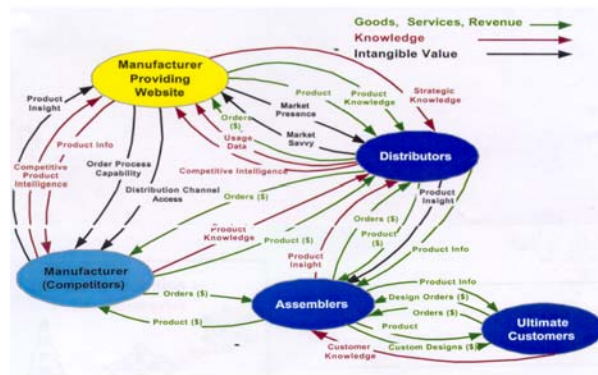 Goods, Services, Revenue
Knowledge
Intangible Value
Manufacturer
Providing
Website
Product
Insight
Product
Product
Knowledge
Strategic
Knowledge
Orders
($)
Market
Presence
Usage
Data
Market
Savvy
Product Info
Competitive
Product
Intelligence
Order Process
Capability
Competitive Intelligence
Distributors
Distribution Channel
Access
Orders ($)
Product
Insight
Product
Knowledge
Product ($)
Orders ($)
Product
($)
Product Info
Product
Insight
Manufacturer
(Competitors)
Orders ($)
Product ($)
Assemblers
Product Info
Design Orders ($)
Orders ($)
Product
Custom Designs ($)
Customer
Knowledge
Ultimate
Customers